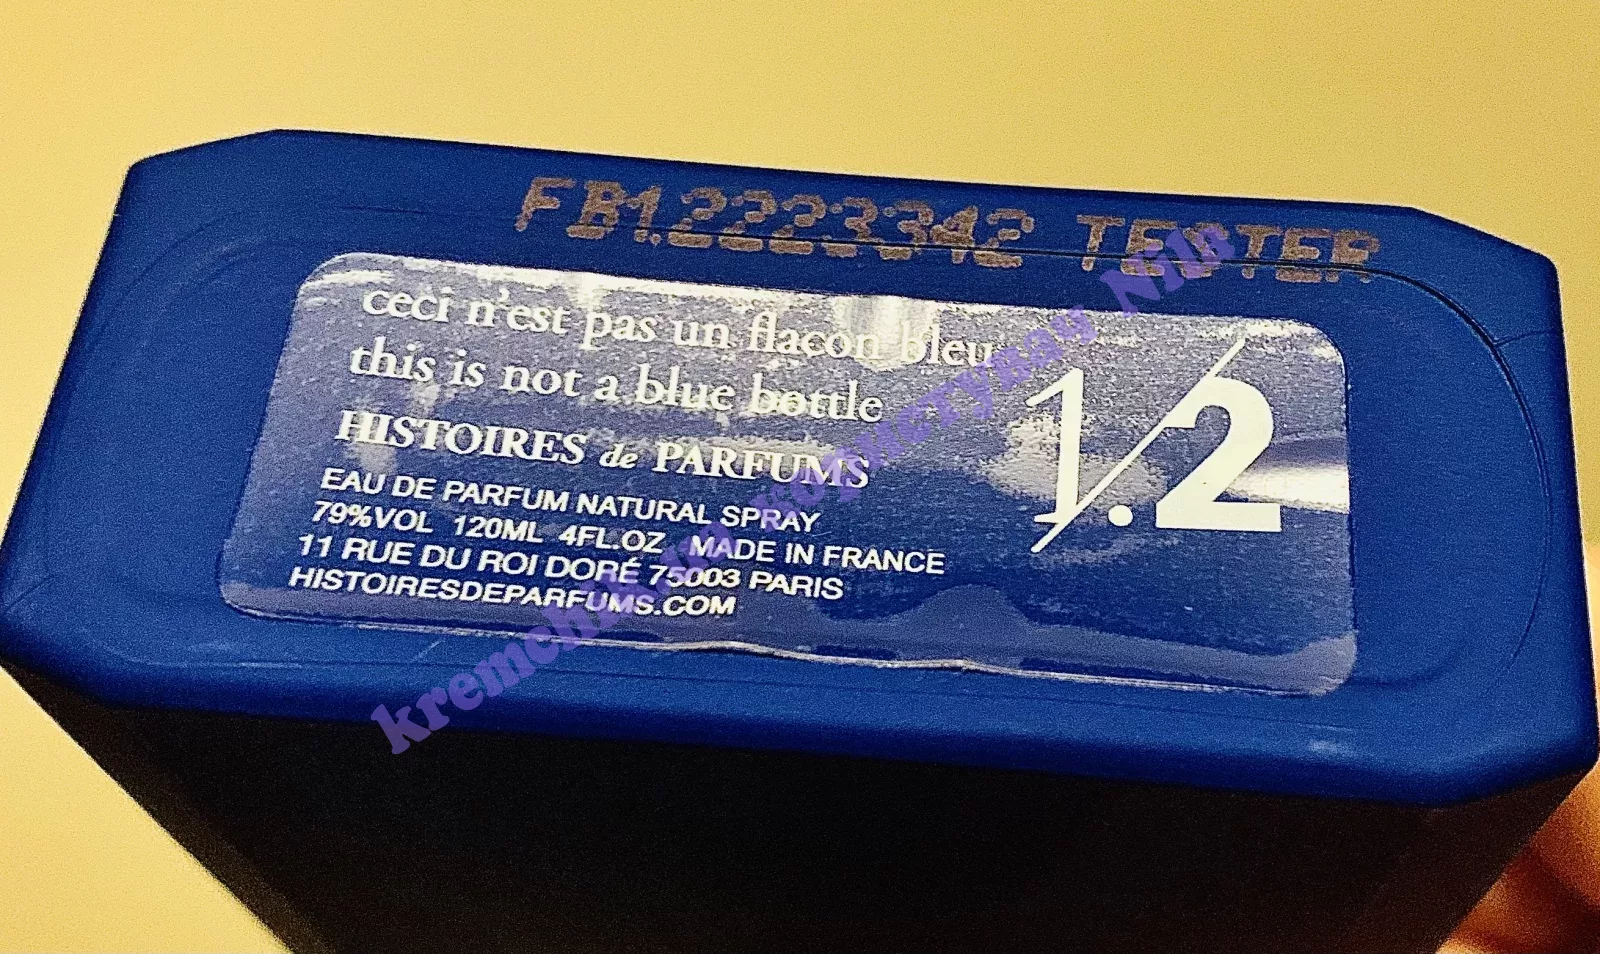 FB1.2223342 TESTER
ceci n'est pas un flacon bleu
this is not a blue bottle
1/.2
HISTOIRES de PARFUMS
EAU DE PARFUM NATURAL SPRAY
79%VOL 120ML 4FL.OZ MADE IN FRANCE
11 RUE DU ROI DORÉ 75003 PARIS
HISTOIRESDEPARFUMS.COM